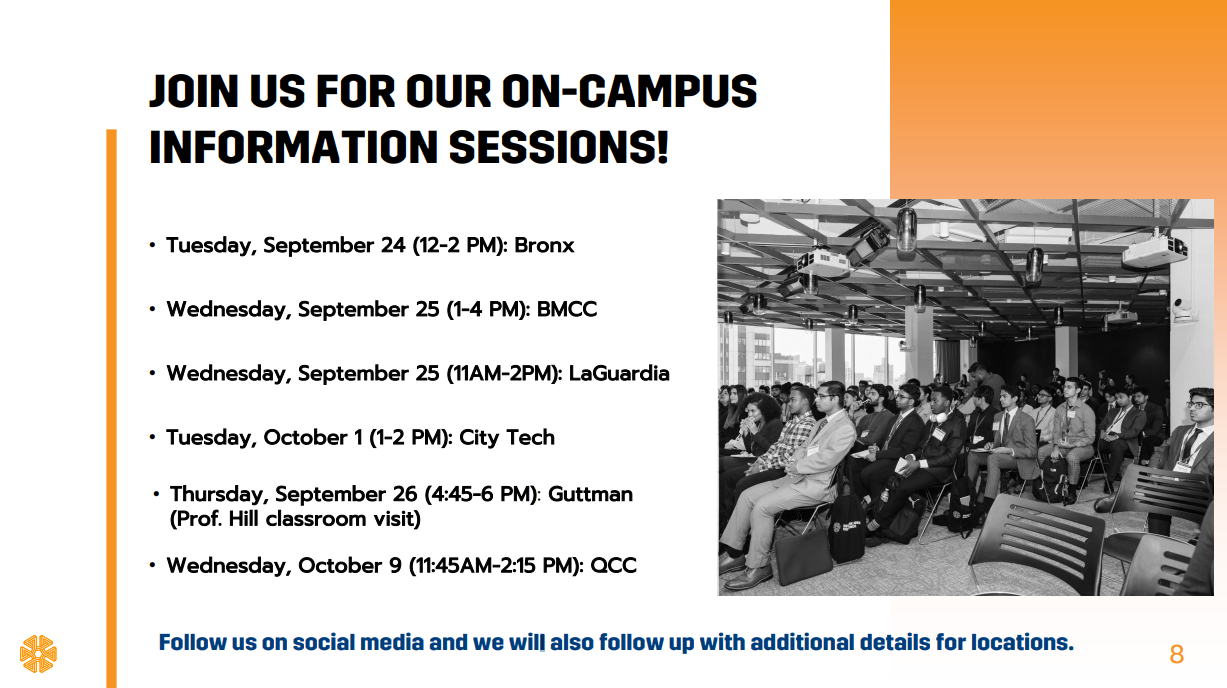 JOIN US FOR OUR ON-CAMPUS
INFORMATION SESSIONS!
• Tuesday, September 24 (12-2 PM): Bronx
• Wednesday, September 25 (1-4 PM): BMCC
• Wednesday, September 25 (11AM-2PM): LaGuardia
• Tuesday, October 1 (1-2 PM): City Tech
• Thursday, September 26 (4:45-6 PM): Guttman
(Prof. Hill classroom visit)
• Wednesday, October 9 (11:45AM-2:15 PM): QCC
Follow us on social media and we will also follow up with additional details for locations.
8